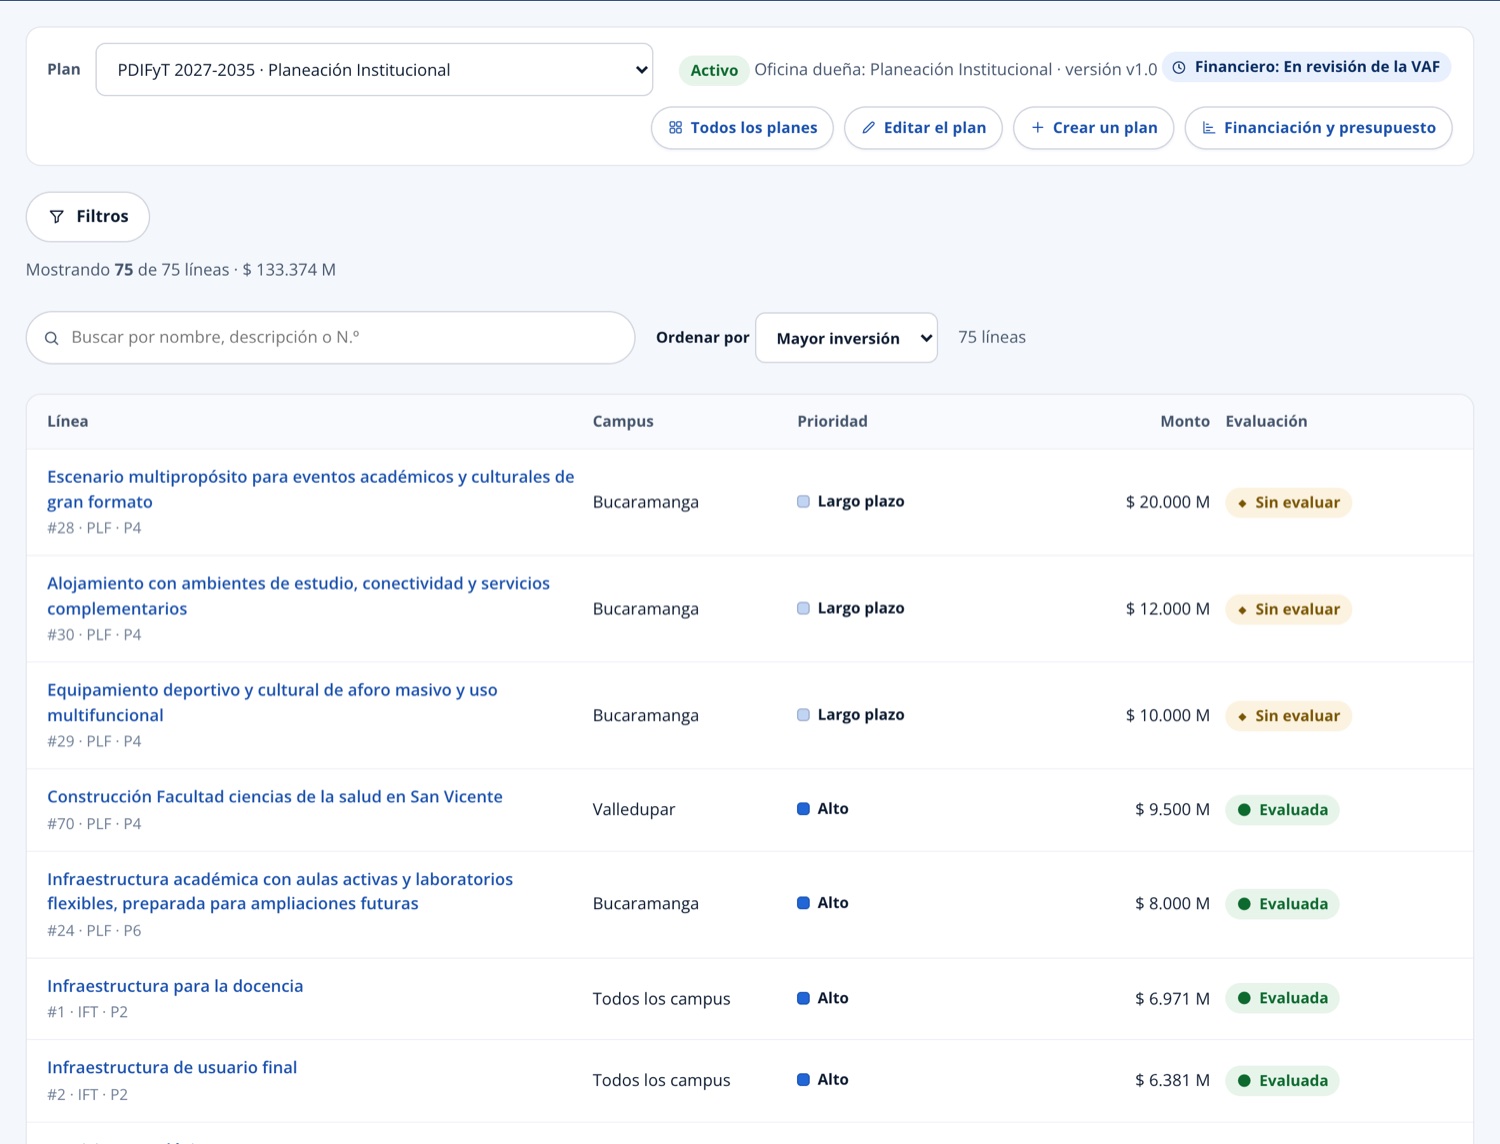 Plan
PDIFyT 2027-2035 · Planeación Institucional
Activo Oficina dueña: Planeación Institucional · versión v1.0 Financiero: En revisión de la VAF
Todos los planes
Editar el plan
Crear un plan
Financiación y presupuesto
Filtros
Mostrando 75 de 75 líneas · $ 133.374 M
Buscar por nombre, descripción o N.º
Ordenar por
Mayor inversión
75 líneas
Línea Campus Prioridad Monto Evaluación
Escenario multipropósito para eventos académicos y culturales de
gran formato
#28 · PLF · P4
Bucaramanga Largo plazo $ 20.000 M Sin evaluar
Alojamiento con ambientes de estudio, conectividad y servicios
complementarios
#30 · PLF · P4
Bucaramanga Largo plazo $ 12.000 M Sin evaluar
Equipamiento deportivo y cultural de aforo masivo y uso
multifuncional
#29 · PLF · P4
Bucaramanga Largo plazo $ 10.000 M Sin evaluar
Construcción Facultad ciencias de la salud en San Vicente
#70 · PLF · P4
Valledupar Alto $ 9.500 M Evaluada
Infraestructura académica con aulas activas y laboratorios
flexibles, preparada para ampliaciones futuras
#24 · PLF · P6
Bucaramanga Alto $ 8.000 M Evaluada
Infraestructura para la docencia
#1 · IFT · P2
Todos los campus Alto $ 6.971 M Evaluada
Infraestructura de usuario final
#2 · IFT · P2
Todos los campus Alto $ 6.381 M Evaluada